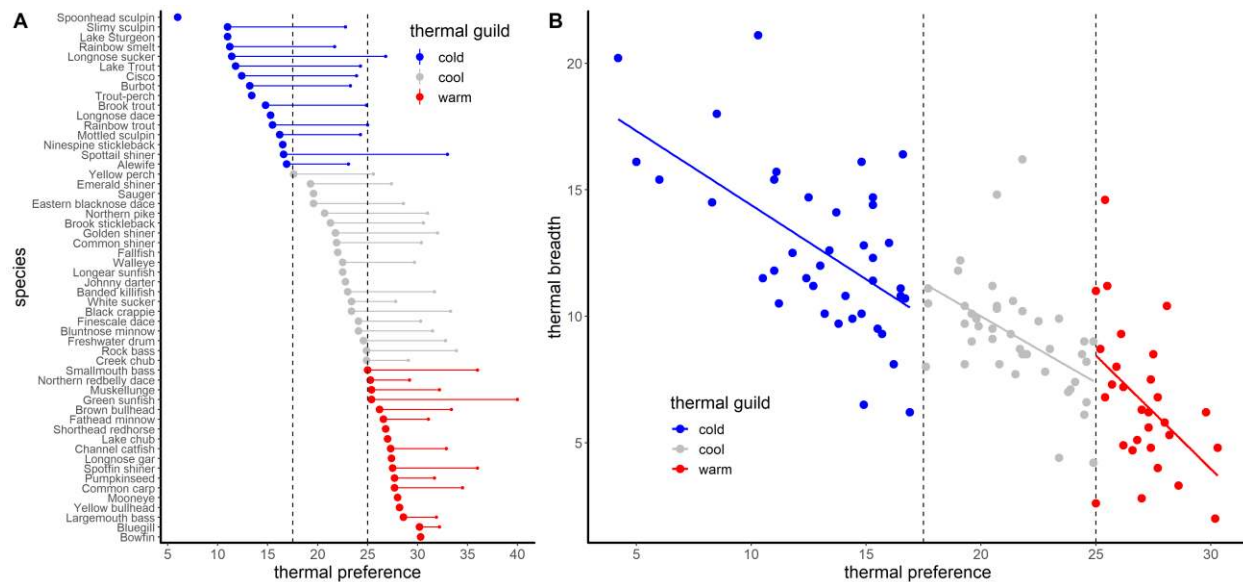 A
species
Spoonhead sculpin
Slimy sculpin
Lake Sturgeon
Rainbow smelt
Longnose sucker
Lake Trout
Cisco
Burbot
Trout-perch
Brook trout
Longnose dace
Rainbow trout
Mottled sculpin
Ninespine stickleback
Spottail shiner
Alewife
Yellow perch
Emerald shiner
Sauger
Eastern blacknose dace
Northern pike
Brook stickleback
Golden shiner
Common shiner
Fallfish
Walleye
Longear sunfish
Johnny darter
Banded killifish
White sucker
Black crappie
Finescale dace
Bluntnose minnow
Freshwater drum
Rock bass
Creek chub
Smallmouth bass
Northern redbelly dace
Muskellunge
Green sunfish
Brown bullhead
Fathead minnow
Shorthead redhorse
Lake chub
Channel catfish
Longnose gar
Spotfin shiner
Pumpkinseed
Common carp
Mooneye
Yellow bullhead
Largemouth bass
Bluegill
Bowfin
thermal guild
cold
cool
warm
5 10 15 20 25 30 35 40
thermal preference
B
thermal breadth
20
15
10
5
thermal guild
cold
cool
warm
5 10 15 20 25 30
thermal preference